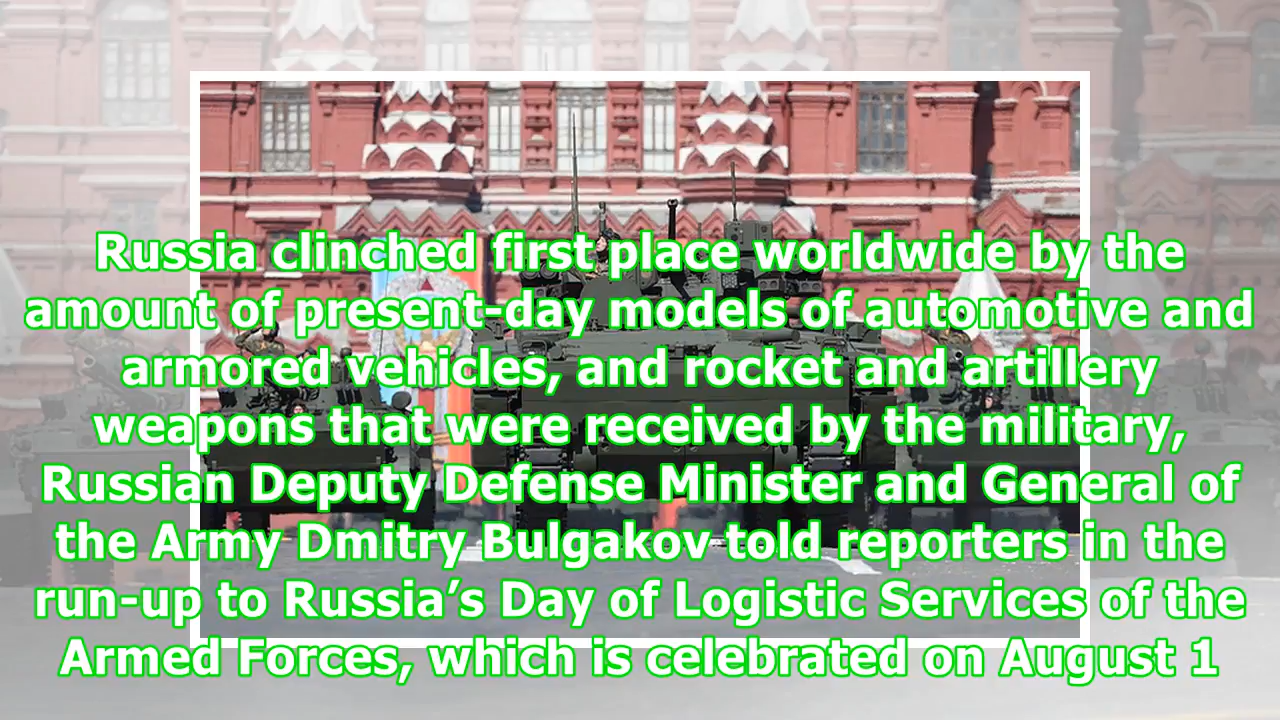 Russia clinched first place worldwide by the
amount of present-day models of automotive and
armored vehicles, and rocket and artillery
weapons that were received by the military,
Russian Deputy Defense Minister and General of
the Army Dmitry Bulgakov told reporters in the
run-up to Russia’s Day of Logistic Services of the
Armed Forces, which is celebrated on August 1